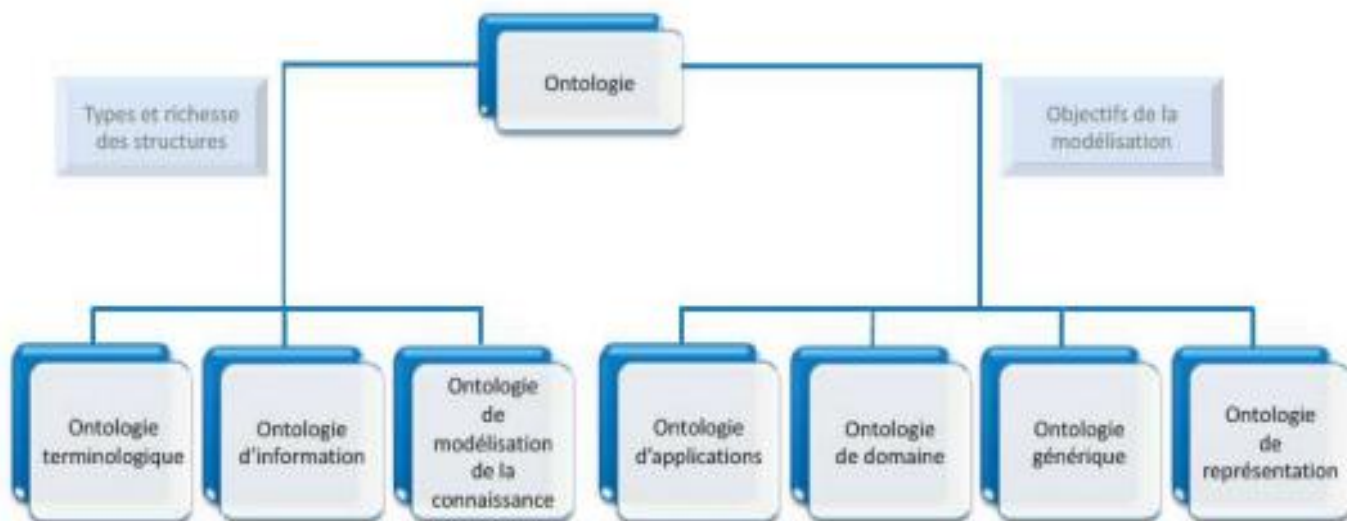 Ontologie
Types et richesse
des structures
Objectifs de la
modélisation
Ontologie
terminologique
Ontologie
d'information
Ontologie
de
modélisation
de la
connaissance
Ontologie
d'applications
Ontologie
de domaine
Ontologie
générique
Ontologie
de
représentation